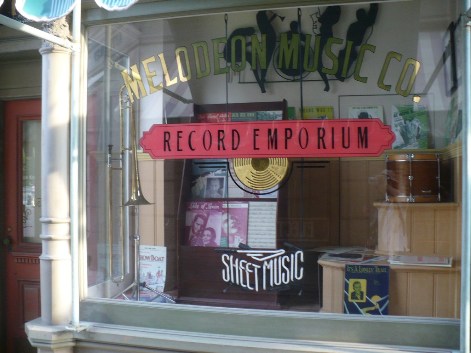 MELODEON MUSIC CO.
RECORD EMPORIUM
SHEET MUSIC